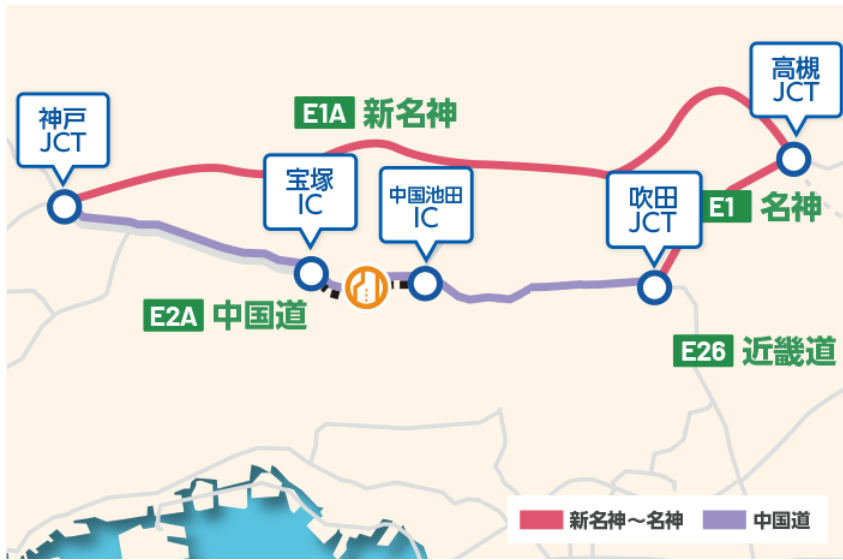 高槻
JCT
神戸
JCT
E1A 新名神
宝塚
IC
中国池田
IC
吹田
JCT
E1 名神
E2A 中国道
E26 近畿道
新名神～名神
中国道